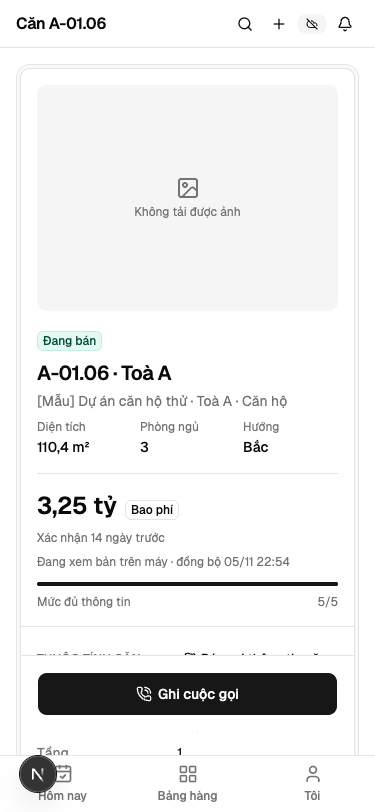 Căn A-01.06
Không tải được ảnh
Đang bán
A-01.06 · Toà A
[Mẫu] Dự án căn hộ thử · Toà A · Căn hộ
Diện tích Phòng ngủ Hướng
110,4 m² 3 Bắc
3,25 tỷ Bao phí
Xác nhận 14 ngày trước
Đang xem bản trên máy · đồng bộ 05/11 22:54
Mức đủ thông tin 5/5
Ghi cuộc gọi
Tầng 1
N
Hôm nay Bảng hàng Tôi